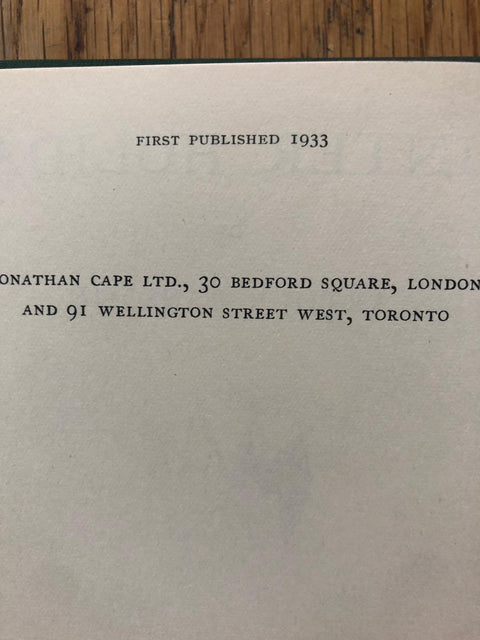 FIRST PUBLISHED 1933
ONATHAN CAPE LTD., 30 BEDFORD SQUARE, LONDON
AND 91 WELLINGTON STREET WEST, TORONTO